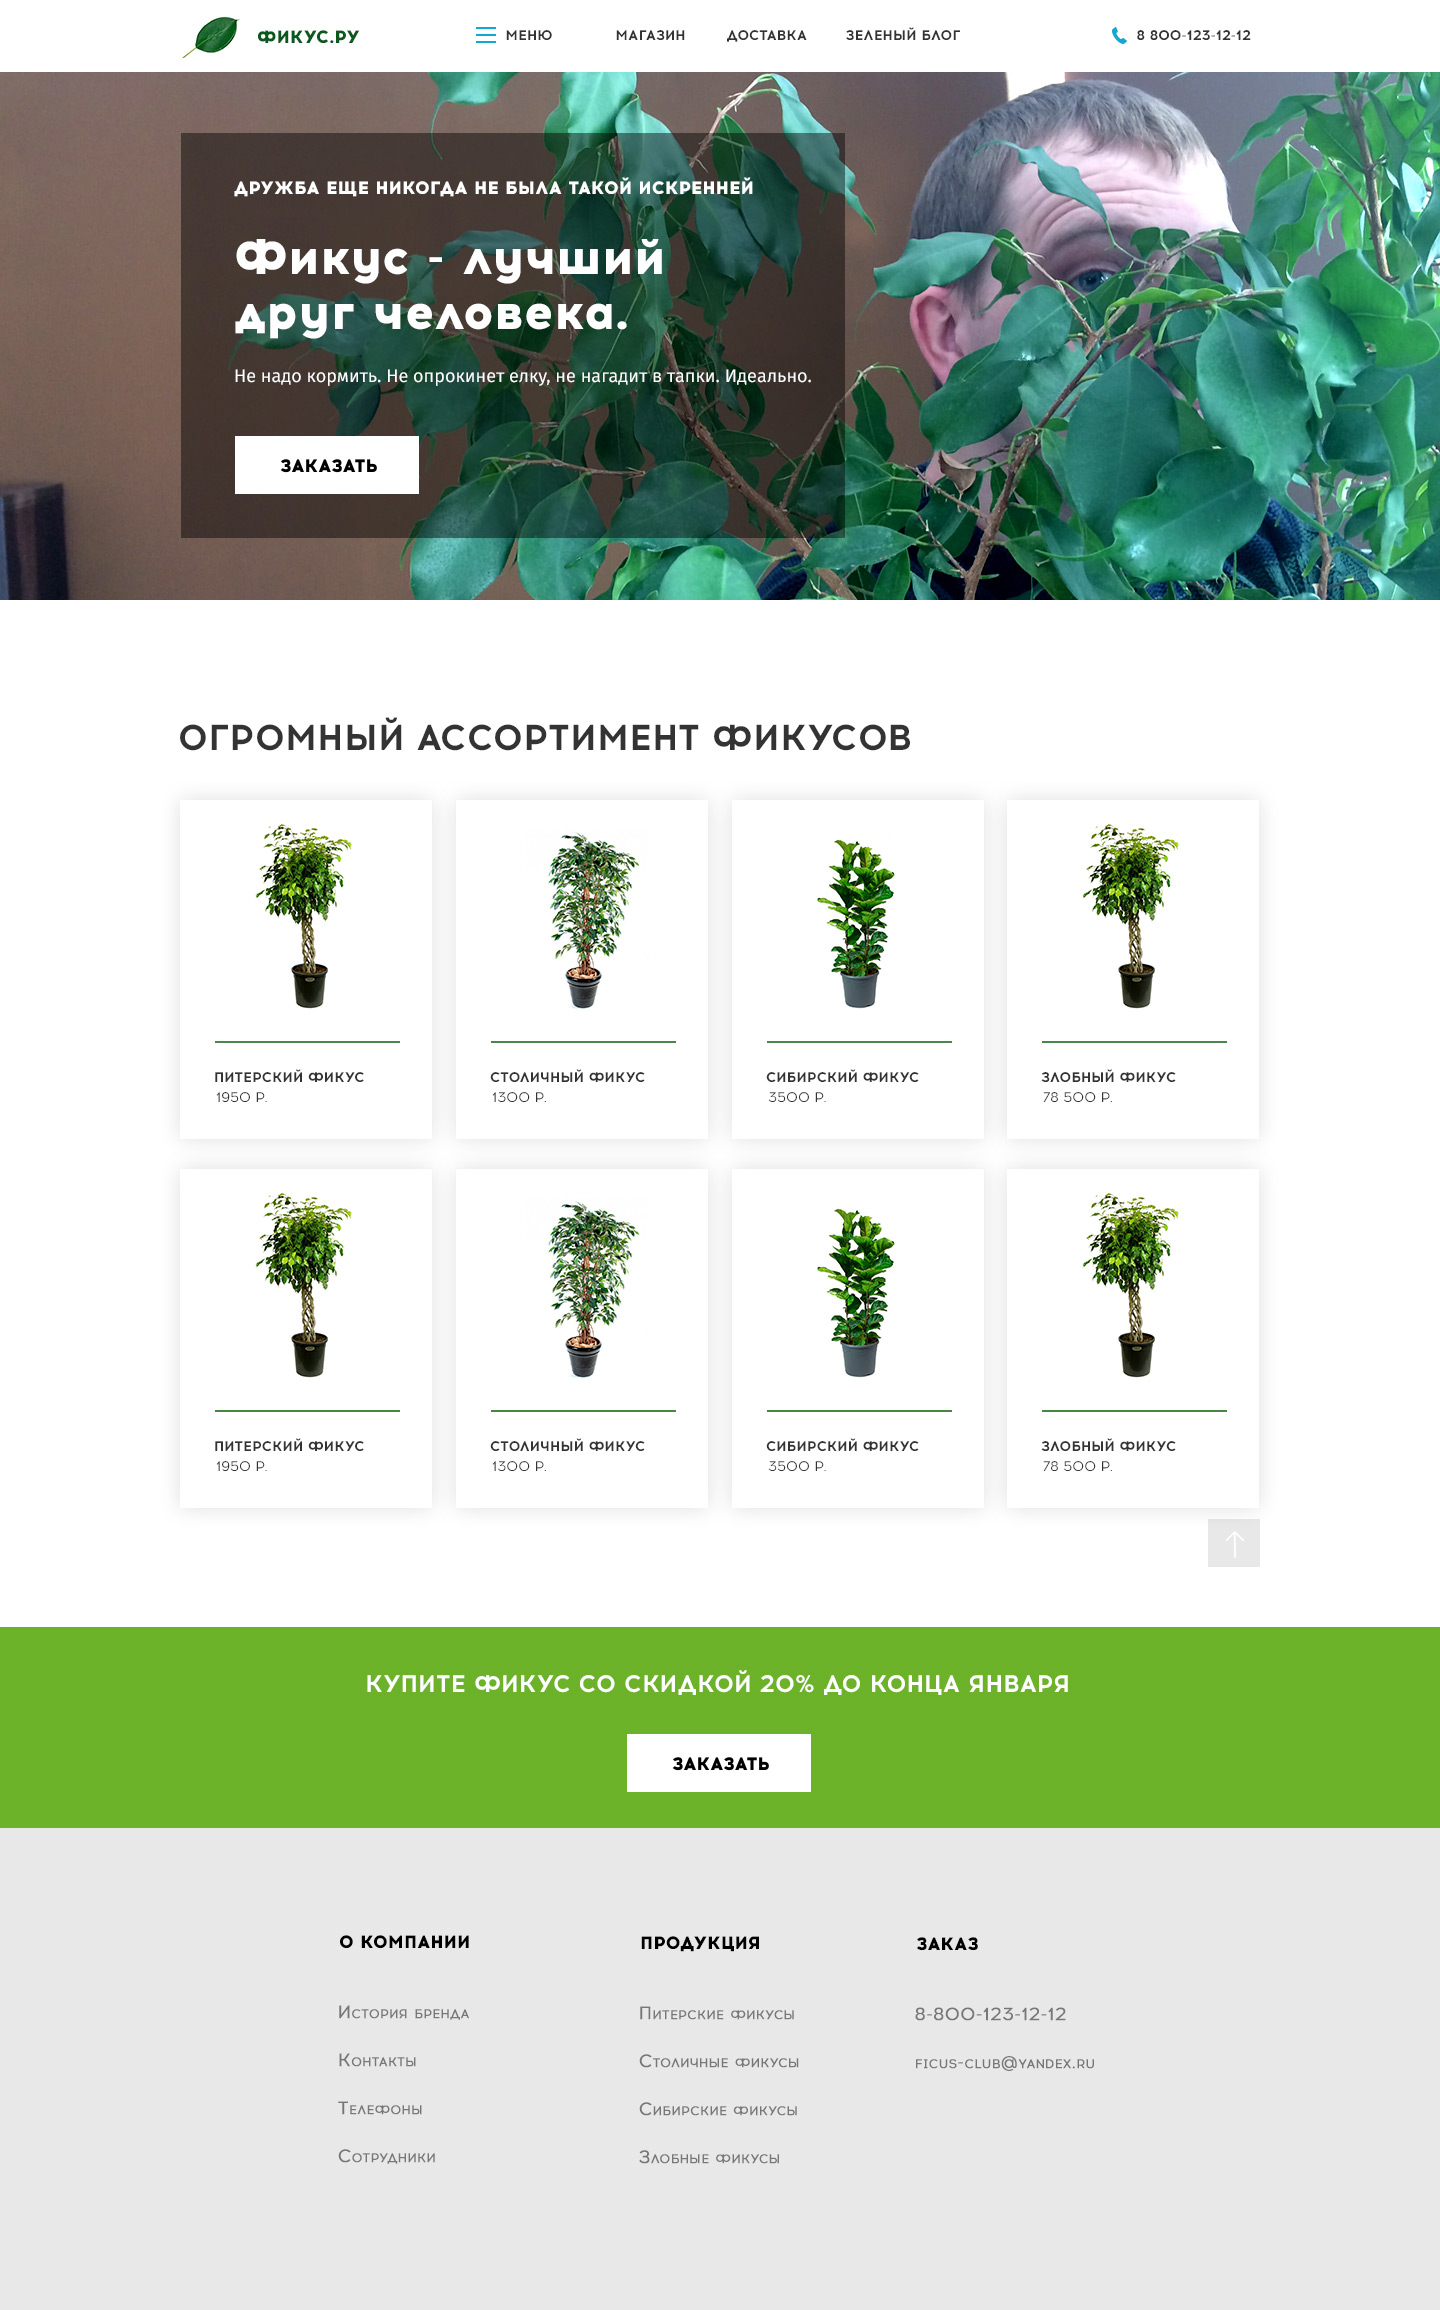 ФИКУС.РУ
МЕНЮ
МАГАЗИН
ДОСТАВКА
ЗЕЛЕНЫЙ БЛОГ
8 800-123-12-12
ДРУЖБА ЕЩЕ НИКОГДА НЕ БЫЛА ТАКОЙ ИСКРЕННЕЙ
Фикус - лучший
друг человека.
Не надо кормить. Не опрокинет елку, не нагадит в тапки. Идеально.
ЗАКАЗАТЬ
ОГРОМНЫЙ АССОРТИМЕНТ ФИКУСОВ
ПИТЕРСКИЙ ФИКУС
1950 Р.
СТОЛИЧНЫЙ ФИКУС
1300 Р.
СИБИРСКИЙ ФИКУС
3500 Р.
ЗЛОБНЫЙ ФИКУС
78 500 Р.
ПИТЕРСКИЙ ФИКУС
1950 Р.
СТОЛИЧНЫЙ ФИКУС
1300 Р.
СИБИРСКИЙ ФИКУС
3500 Р.
ЗЛОБНЫЙ ФИКУС
78 500 Р.
КУПИТЕ ФИКУС СО СКИДКОЙ 20% ДО КОНЦА ЯНВАРЯ
ЗАКАЗАТЬ
О КОМПАНИИ
История бренда
Контакты
Телефоны
Сотрудники
ПРОДУКЦИЯ
Питерские фикусы
Столичные фикусы
Сибирские фикусы
Злобные фикусы
ЗАКАЗ
8-800-123-12-12
ficus-club@yandex.ru